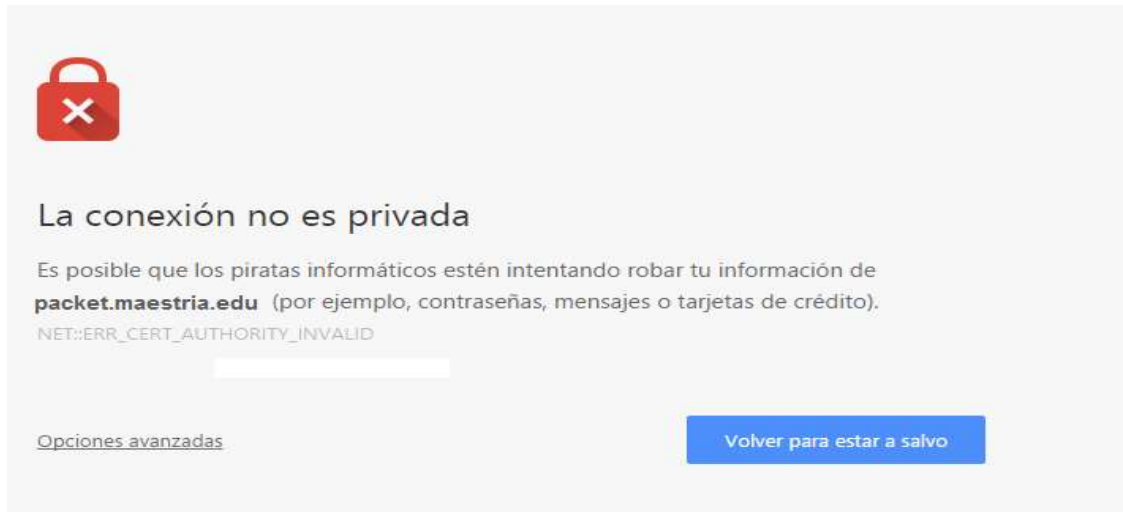 La conexión no es privada
Es posible que los piratas informáticos estén intentando robar tu información de
packet.maestria.edu (por ejemplo, contraseñas, mensajes o tarjetas de crédito).
NET::ERR_CERT_AUTHORITY_INVALID
Opciones avanzadas
Volver para estar a salvo